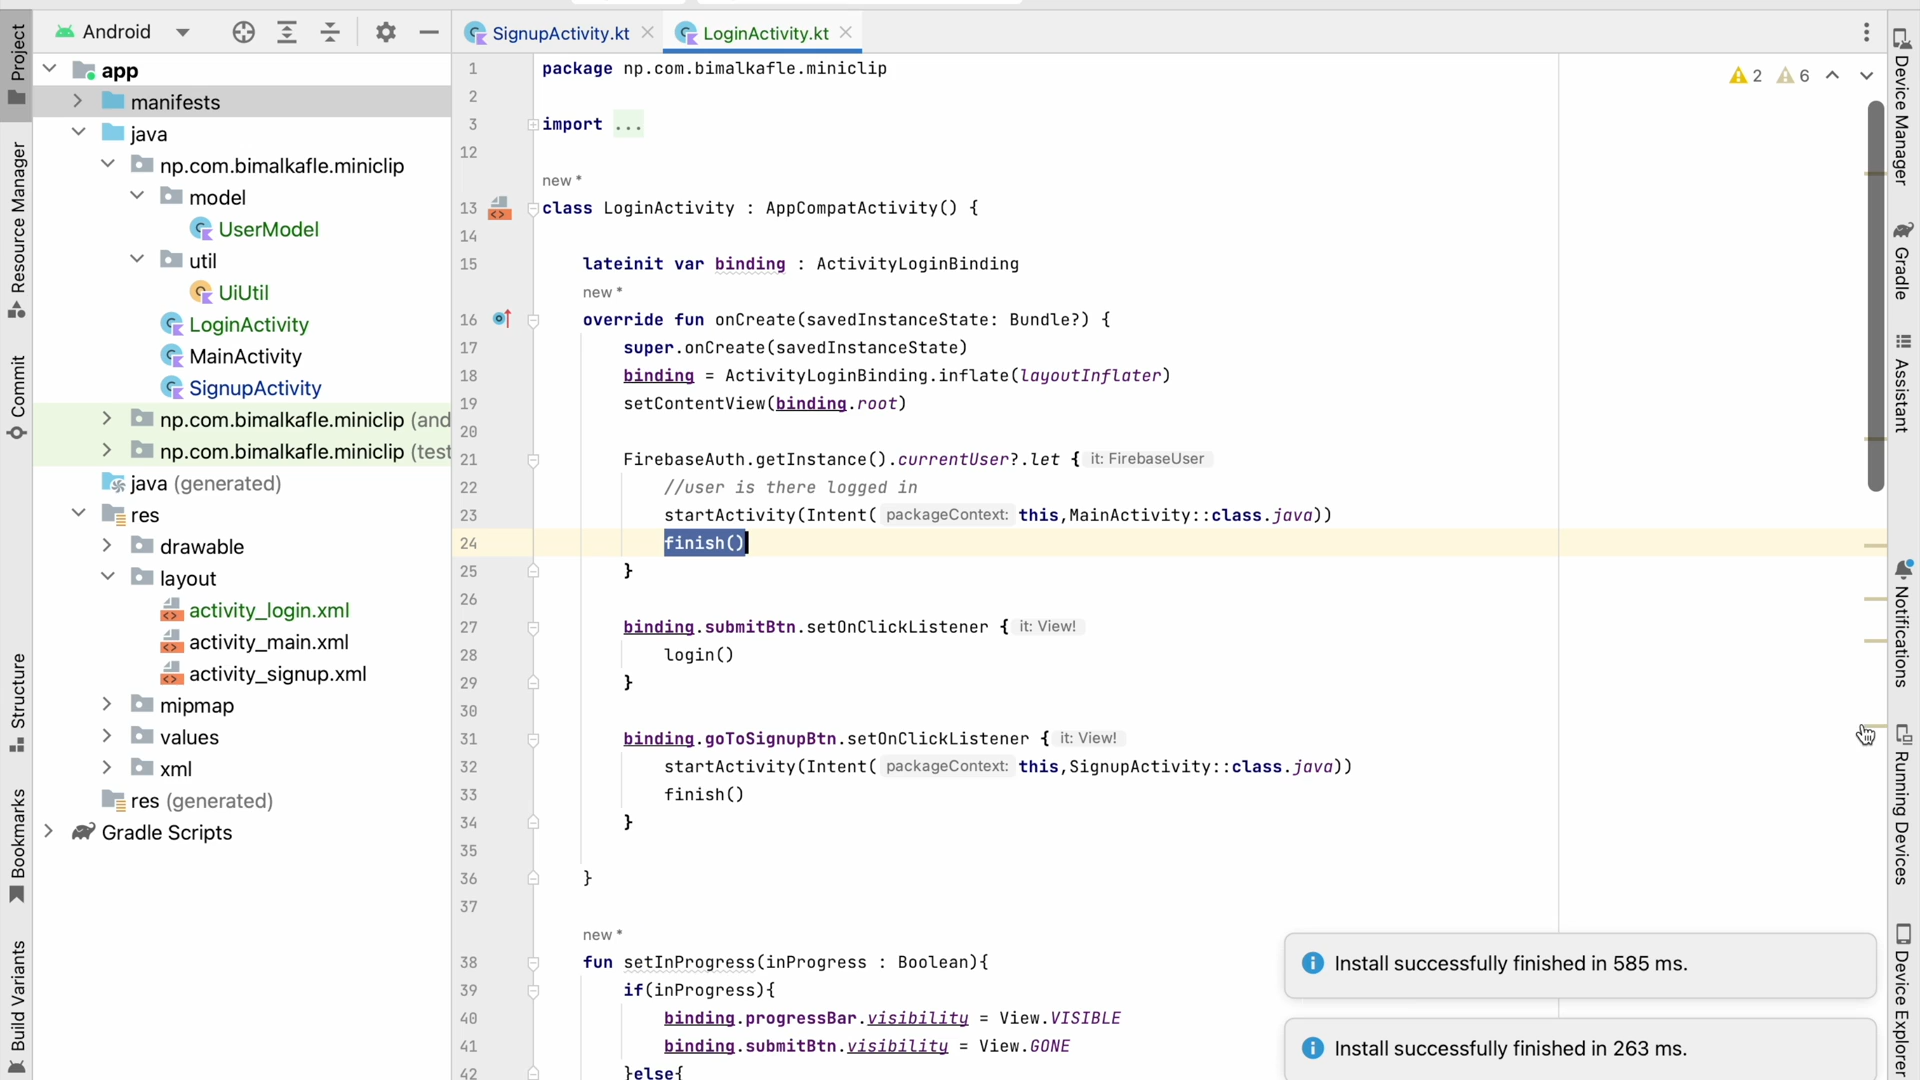 Android
SignupActivity.kt
LoginActivity.kt
Project
Resource Manager
Commit
Structure
Bookmarks
Build Variants
app
manifests
java
np.com.bimalkafle.miniclip
model
UserModel
util
UiUtil
LoginActivity
MainActivity
SignupActivity
np.com.bimalkafle.miniclip (and
np.com.bimalkafle.miniclip (test
java (generated)
res
drawable
layout
activity_login.xml
activity_main.xml
activity_signup.xml
mipmap
values
xml
res (generated)
Gradle Scripts
2 6
1 package np.com.bimalkafle.miniclip
2
3 import ...
12
new *
13 class LoginActivity : AppCompatActivity() {
14
15 lateinit var binding : ActivityLoginBinding
new *
16 override fun onCreate(savedInstanceState: Bundle?) {
17 super.onCreate(savedInstanceState)
18 binding = ActivityLoginBinding.inflate(layoutInflater)
19 setContentView(binding.root)
20
21 FirebaseAuth.getInstance().currentUser?.let { it: FirebaseUser
22 //user is there logged in
23 startActivity(Intent( packageContext: this,MainActivity::class.java))
24 finish()
25 }
26
27 binding.submitBtn.setOnClickListener { it: View!
28 login()
29 }
30
31 binding.goToSignupBtn.setOnClickListener { it: View!
32 startActivity(Intent( packageContext: this,SignupActivity::class.java))
33 finish()
34 }
35
36 }
37
new *
38 fun setInProgress(inProgress : Boolean){
39 if(inProgress){
40 binding.progressBar.visibility = View.VISIBLE
41 binding.submitBtn.visibility = View.GONE
42 }else{
Install successfully finished in 585 ms.
Install successfully finished in 263 ms.
Device Manager
Gradle
Assistant
Notifications
Running Devices
Device Explorer